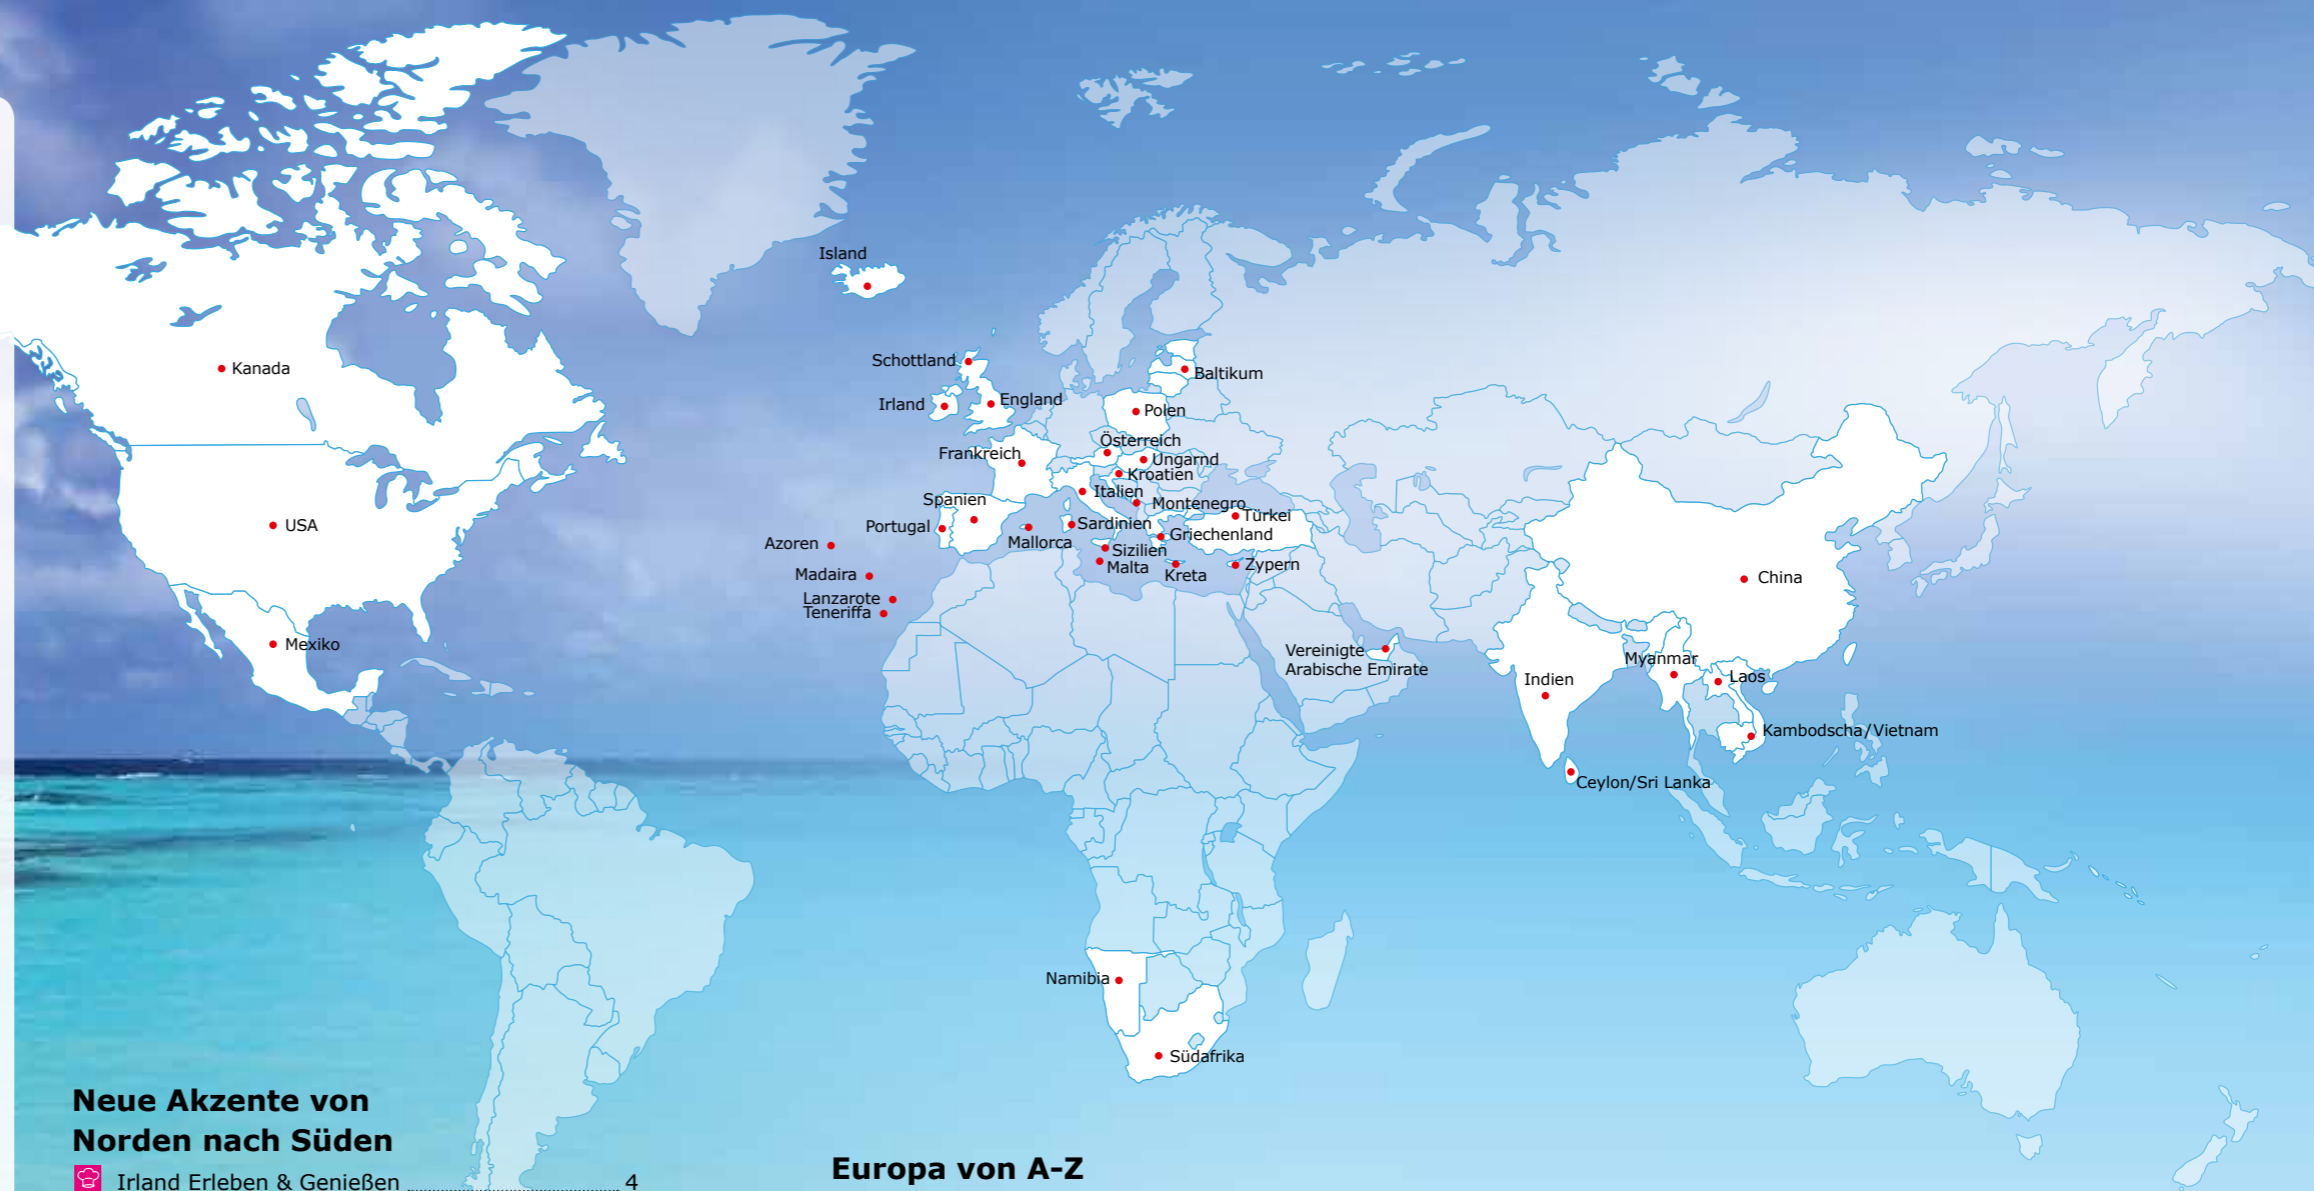 Island
Schottland
Kanada
Baltikum
England
Irland
Polen
Österreich
Frankreich
Ungarnd
Kroatien
Italien
Spanien
Montenegro
Türkei
USA
Portugal
Sardinien
Griechenland
Azoren
Mallorca
Sizilien
Malta
Zypern
Madaira
Kreta
China
Lanzarote
Teneriffa
Mexiko
Vereinigte
Arabische Emirate
Myanmar
Indien
Laos
Kambodscha/Vietnam
Ceylon/Sri Lanka
Namibia
Südafrika
Neue Akzente von
Norden nach Süden
Irland Erleben & Genießen 4
Europa von A-Z